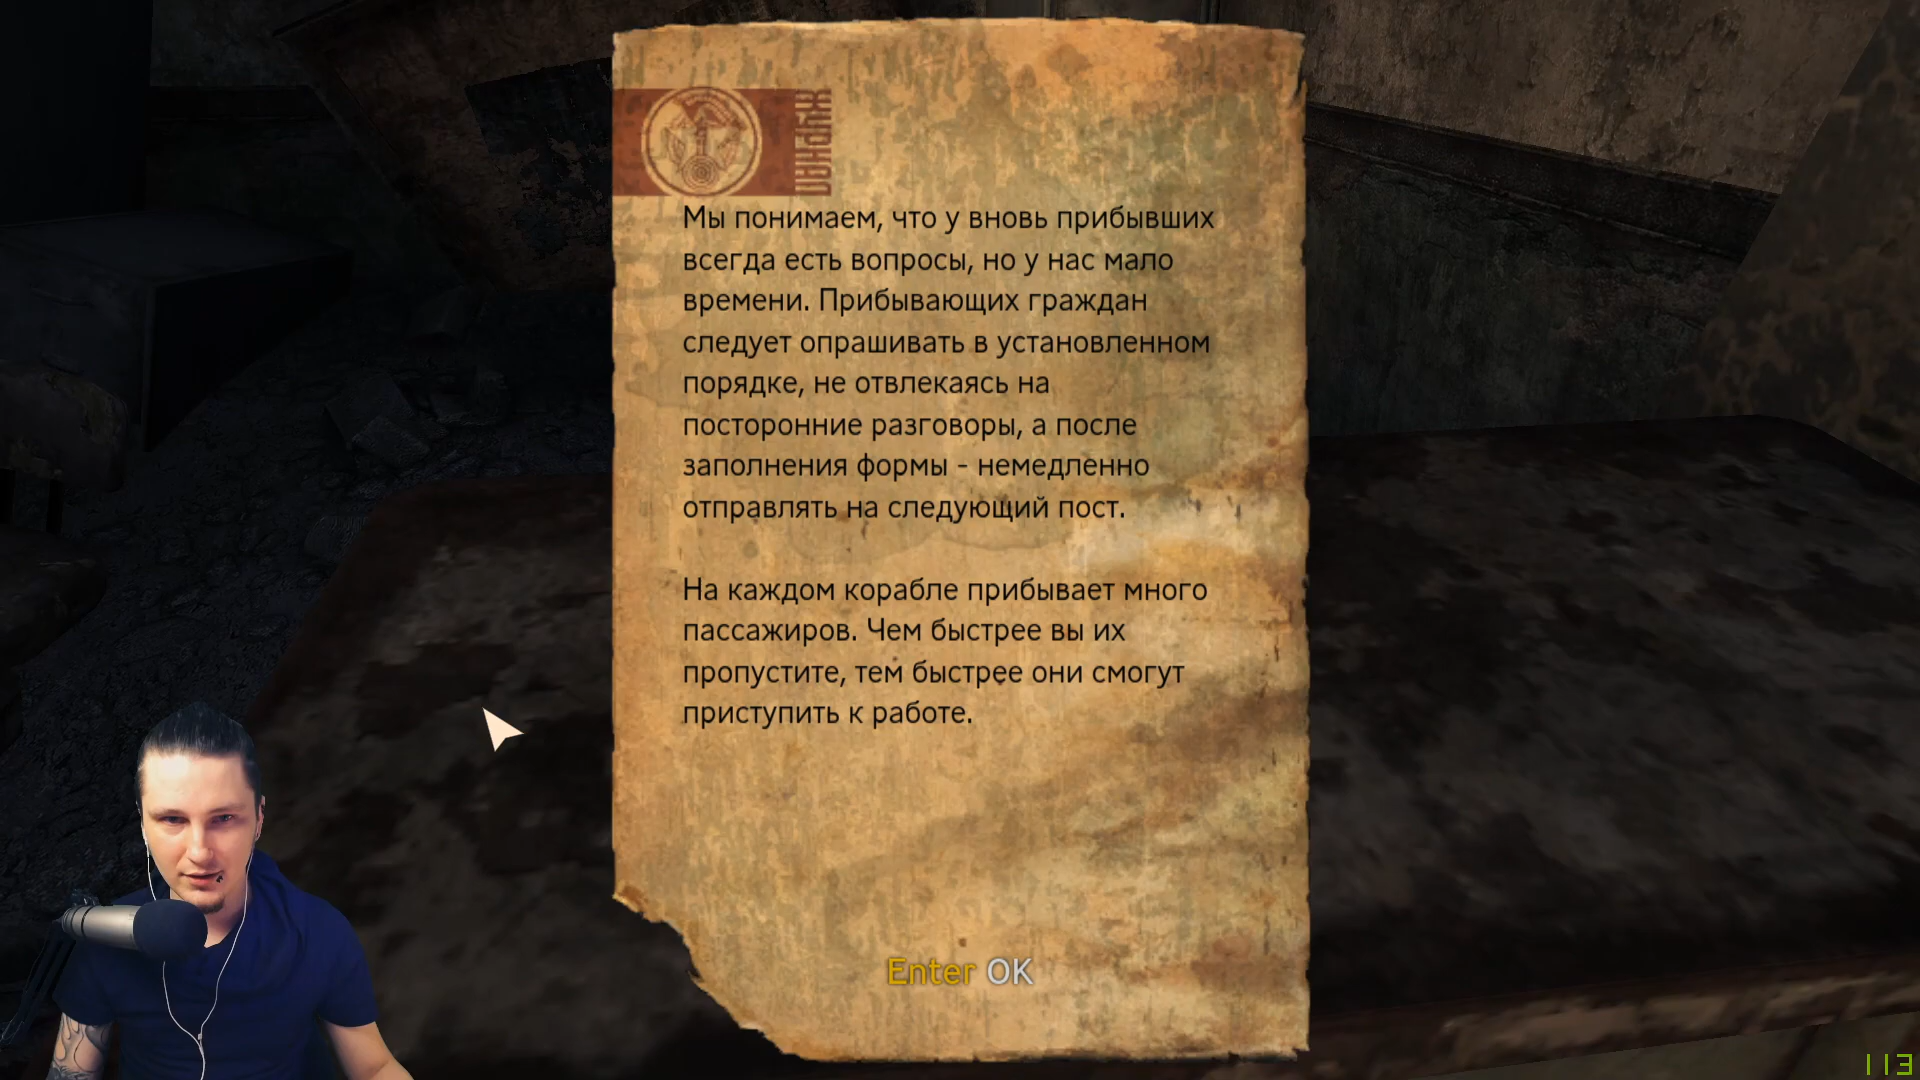 ЖУРНАЛ
Мы понимаем, что у вновь прибывших
всегда есть вопросы, но у нас мало
времени. Прибывающих граждан
следует опрашивать в установленном
порядке, не отвлекаясь на
посторонние разговоры, а после
заполнения формы - немедленно
отправлять на следующий пост.
На каждом корабле прибывает много
пассажиров. Чем быстрее вы их
пропустите, тем быстрее они смогут
приступить к работе.
Enter OK
113